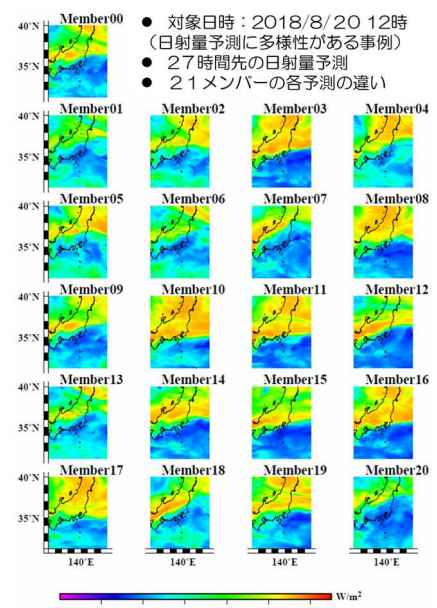 Member00
● 対象日時：2018/8/20 12時
（日射量予測に多様性がある事例）
● 27時間先の日射量予測
● 21メンバーの各予測の違い
40°N
35°N
Member01 Member02 Member03 Member04
40°N
35°N
Member05 Member06 Member07 Member08
40°N
35°N
Member09 Member10 Member11 Member12
40°N
35°N
Member13 Member14 Member15 Member16
40°N
35°N
Member17 Member18 Member19 Member20
40°N
35°N
140°E 140°E 140°E 140°E
W/m²